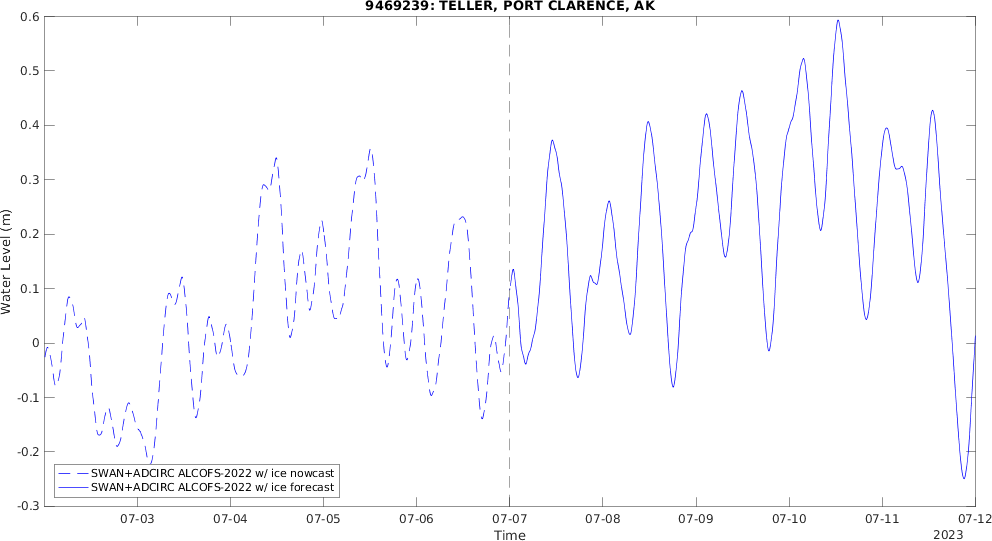 9469239: TELLER, PORT CLARENCE, AK
0.6
0.5
0.4
0.3
0.2
0.1
0
-0.1
-0.2
-0.3
Water Level (m)
SWAN+ADCIRC ALCOFS-2022 w/ ice nowcast
SWAN+ADCIRC ALCOFS-2022 w/ ice forecast
07-03 07-04 07-05 07-06 07-07 07-08 07-09 07-10 07-11 07-12
Time
2023